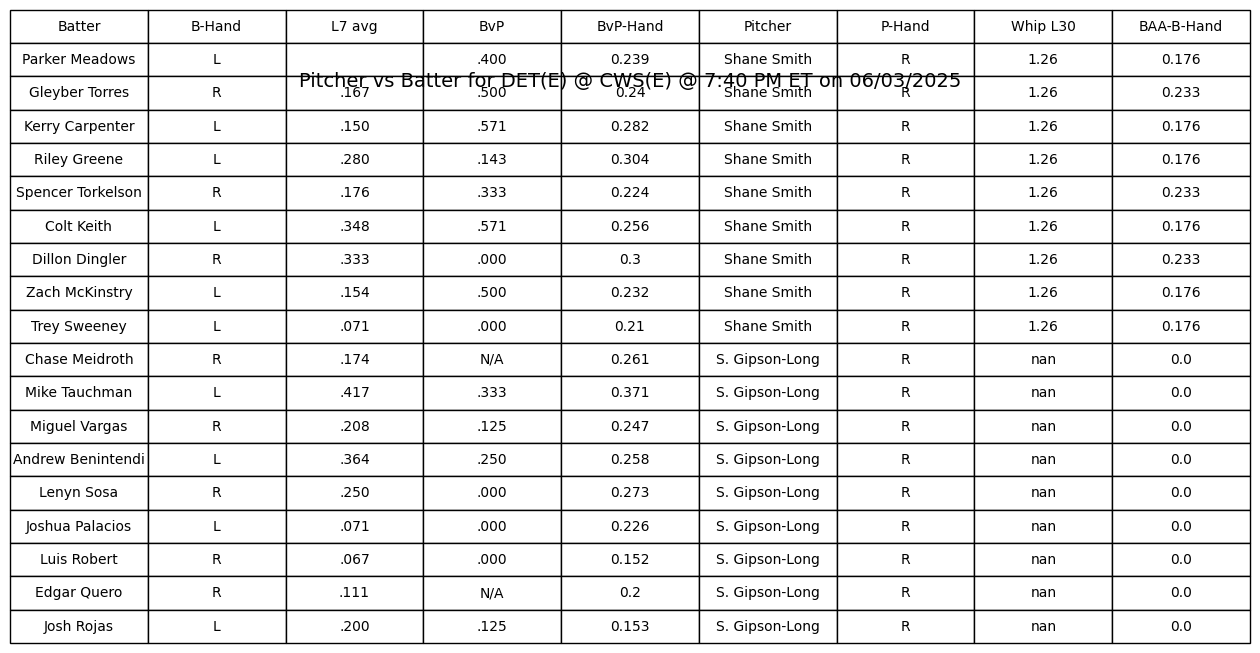 Batter B-Hand L7 avg BvP BvP-Hand Pitcher P-Hand Whip L30 BAA-B-Hand
Parker Meadows L .400 0.239 Shane Smith R 1.26 0.176
Pitcher vs Batter for DET(E) @ CWS(E) @ 7:40 PM ET on 06/03/2025
Gleyber Torres R .167 .500 0.24 Shane Smith R 1.26 0.233
Kerry Carpenter L .150 .571 0.282 Shane Smith R 1.26 0.176
Riley Greene L .280 .143 0.304 Shane Smith R 1.26 0.176
Spencer Torkelson R .176 .333 0.224 Shane Smith R 1.26 0.233
Colt Keith L .348 .571 0.256 Shane Smith R 1.26 0.176
Dillon Dingler R .333 .000 0.3 Shane Smith R 1.26 0.233
Zach McKinstry L .154 .500 0.232 Shane Smith R 1.26 0.176
Trey Sweeney L .071 .000 0.21 Shane Smith R 1.26 0.176
Chase Meidroth R .174 N/A 0.261 S. Gipson-Long R nan 0.0
Mike Tauchman L .417 .333 0.371 S. Gipson-Long R nan 0.0
Miguel Vargas R .208 .125 0.247 S. Gipson-Long R nan 0.0
Andrew Benintendi L .364 .250 0.258 S. Gipson-Long R nan 0.0
Lenyn Sosa R .250 .000 0.273 S. Gipson-Long R nan 0.0
Joshua Palacios L .071 .000 0.226 S. Gipson-Long R nan 0.0
Luis Robert R .067 .000 0.152 S. Gipson-Long R nan 0.0
Edgar Quero R .111 N/A 0.2 S. Gipson-Long R nan 0.0
Josh Rojas L .200 .125 0.153 S. Gipson-Long R nan 0.0